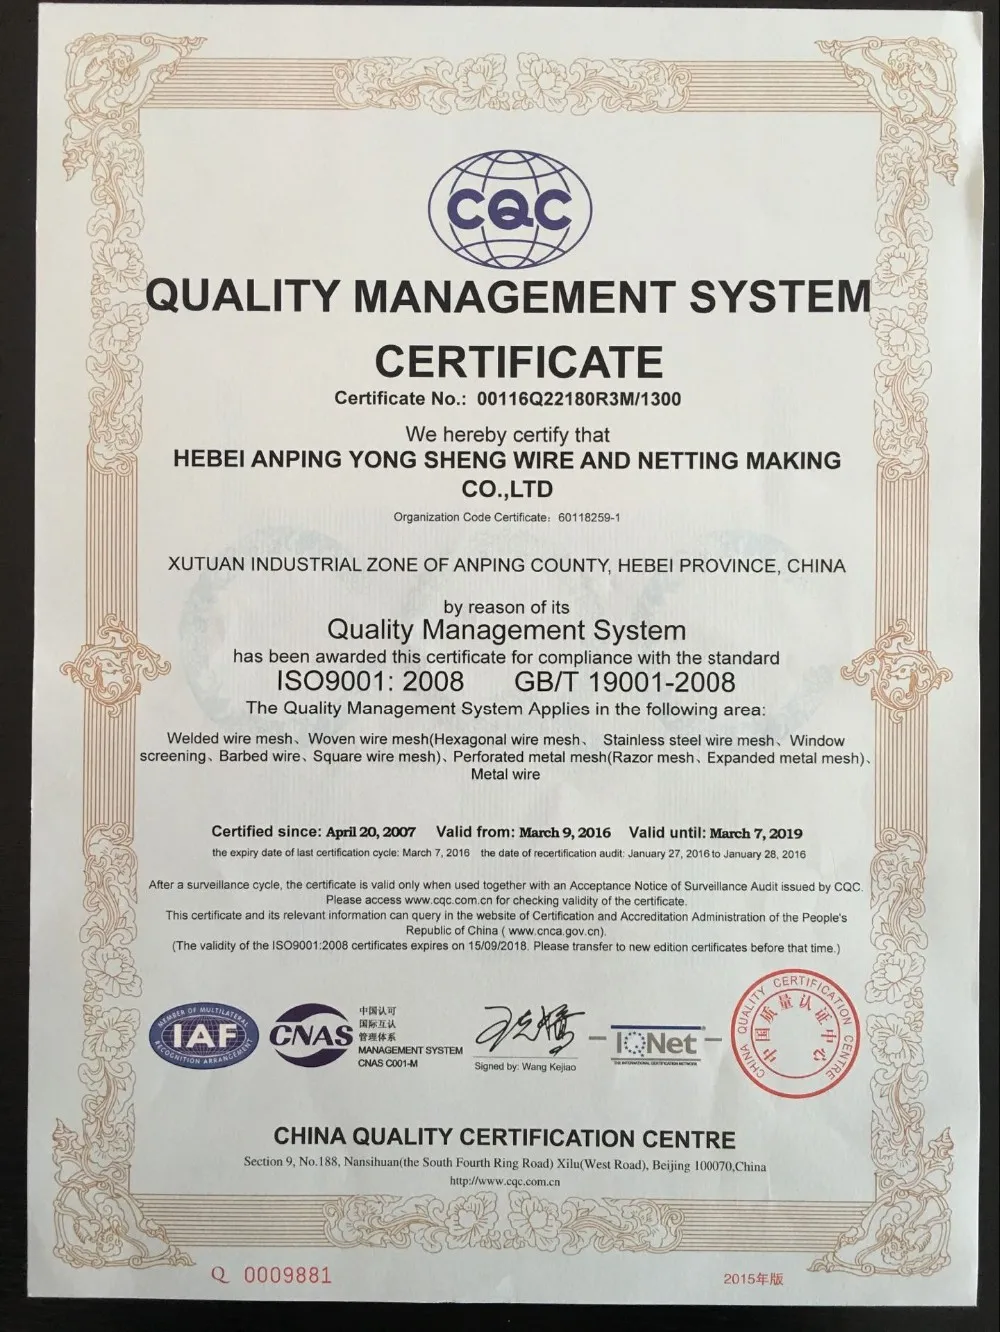 CQC
QUALITY MANAGEMENT SYSTEM
CERTIFICATE
Certificate No.: 00116Q22180R3M/1300
We hereby certify that
HEBEI ANPING YONG SHENG WIRE AND NETTING MAKING
CO.,LTD
Organization Code Certificate: 60118259-1
XUTUAN INDUSTRIAL ZONE OF ANPING COUNTY, HEBEI PROVINCE, CHINA
by reason of its
Quality Management System
has been awarded this certificate for compliance with the standard
ISO9001: 2008 GB/T 19001-2008
The Quality Management System Applies in the following area:
Welded wire mesh、Woven wire mesh(Hexagonal wire mesh、 Stainless steel wire mesh、Window
screening、Barbed wire、Square wire mesh)、Perforated metal mesh(Razor mesh、Expanded metal mesh)、
Metal wire
Certified since: April 20, 2007 Valid from: March 9, 2016 Valid until: March 7, 2019
the expiry date of last certification cycle: March 7, 2016 the date of recertification audit: January 27, 2016 to January 28, 2016
After a surveillance cycle, the certificate is valid only when used together with an Acceptance Notice of Surveillance Audit issued by CQC.
Please access www.cqc.com.cn for checking validity of the certificate.
This certificate and its relevant information can query in the website of Certification and Accreditation Administration of the People's
Republic of China ( www.cnca.gov.cn).
(The validity of the ISO9001:2008 certificates expires on 15/09/2018. Please transfer to new edition certificates before that time.)
MEMBER OF MULTILATERAL
IAF
RECOGNITION ARRANGEMENT
CNAS
中国认可
国际互认
管理体系
MANAGEMENT SYSTEM
CNAS C001-M
Signed by: Wang Kejiao
IQNet
THE INTERNATIONAL CERTIFICATION NETWORK
CHINA QUALITY CERTIFICATION CENTRE
中国质量认证中心
CHINA QUALITY CERTIFICATION CENTRE
Section 9, No.188, Nansihuan(the South Fourth Ring Road) Xilu(West Road), Beijing 100070,China
http://www.cqc.com.cn
Q 0009881
2015年版